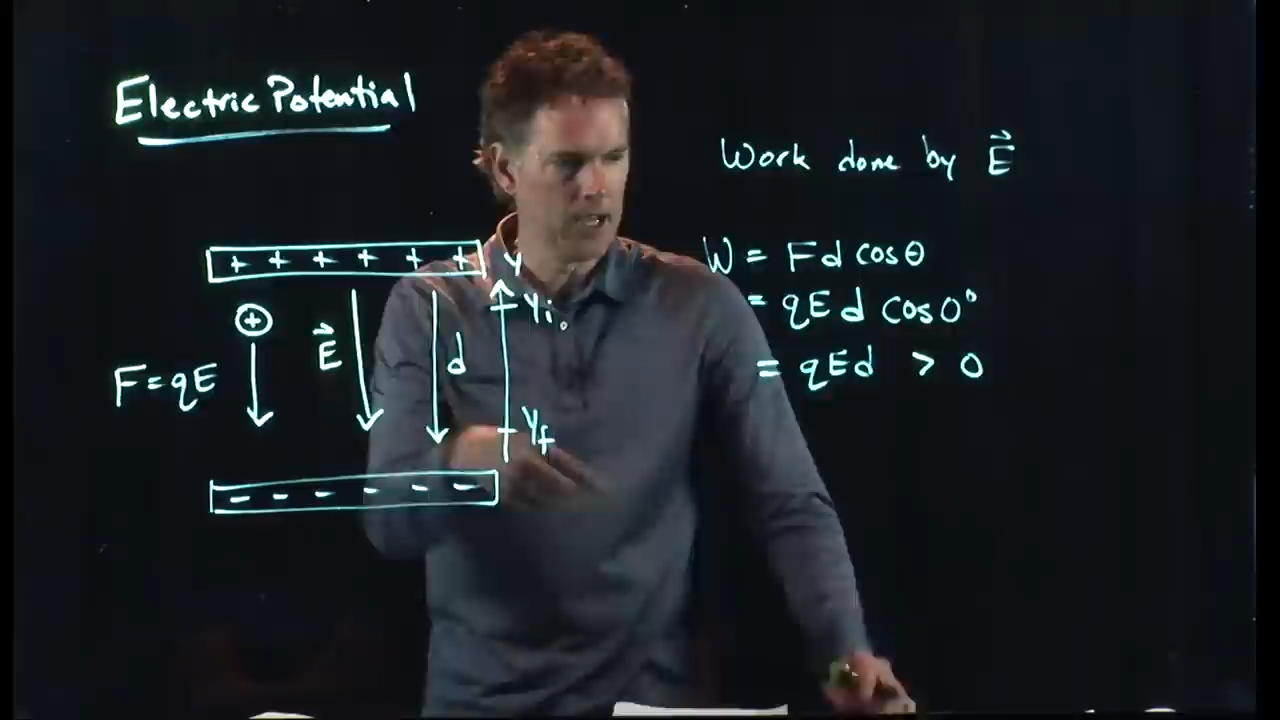 Electric Potential
Work done by E⃗
+ + + + + +
y
W = Fd cosθ
+
yi
= qEd cos0°
F=qE
E⃗
d
= qEd > 0
yf
- - - - - -